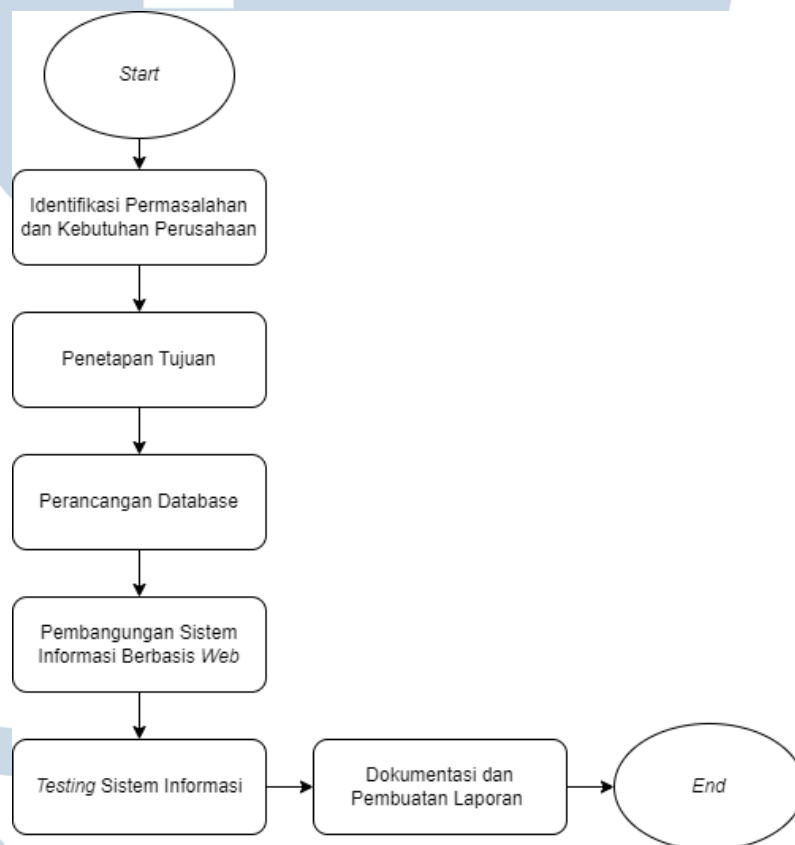 Start
Identifikasi Permasalahan
dan Kebutuhan Perusahaan
Penetapan Tujuan
Perancangan Database
Pembangungan Sistem
Informasi Berbasis Web
Testing Sistem Informasi
Dokumentasi dan
Pembuatan Laporan
End